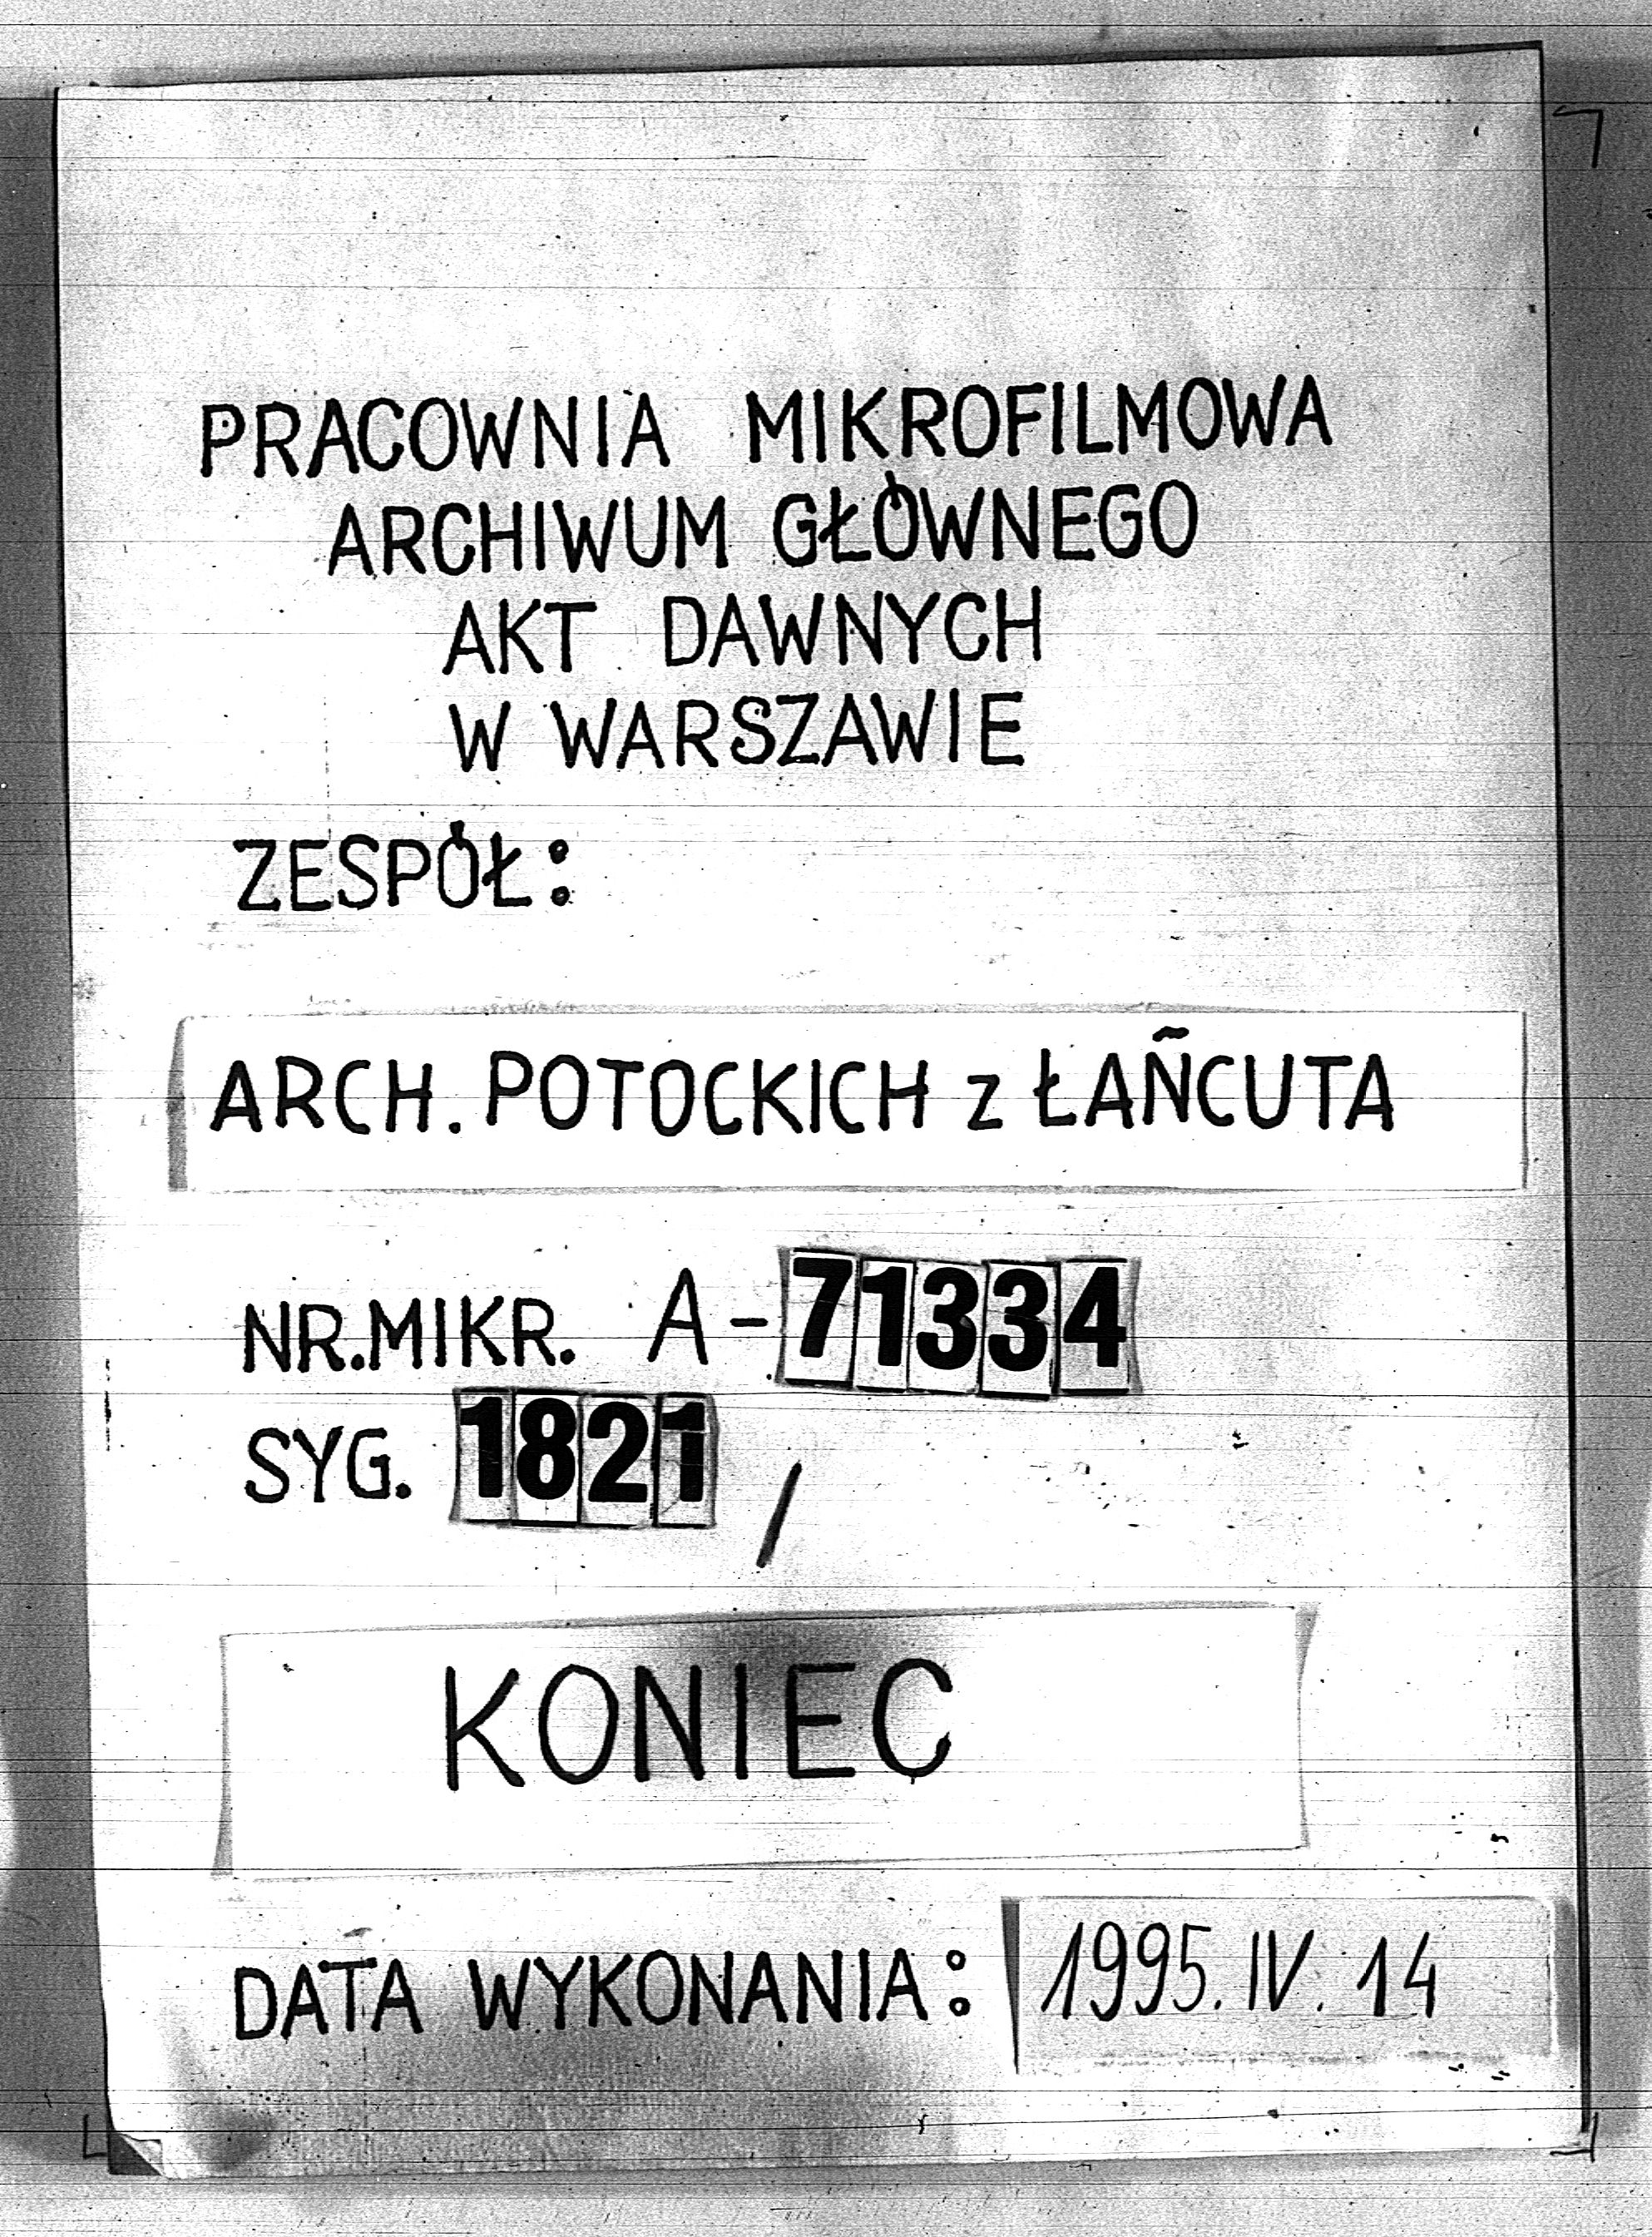 PRACOWNIA MIKROFILMOWA
ARCHIWUM GŁÓWNEGO
AKT DAWNYCH
W WARSZAWIE
ZESPÓŁ:
ARCH. POTOCKICH z ŁAŃCUTA
NR. MIKR. A-71334
SYG. 1821 /
KONIEC
DATA WYKONANIA: 1995. IV. 14